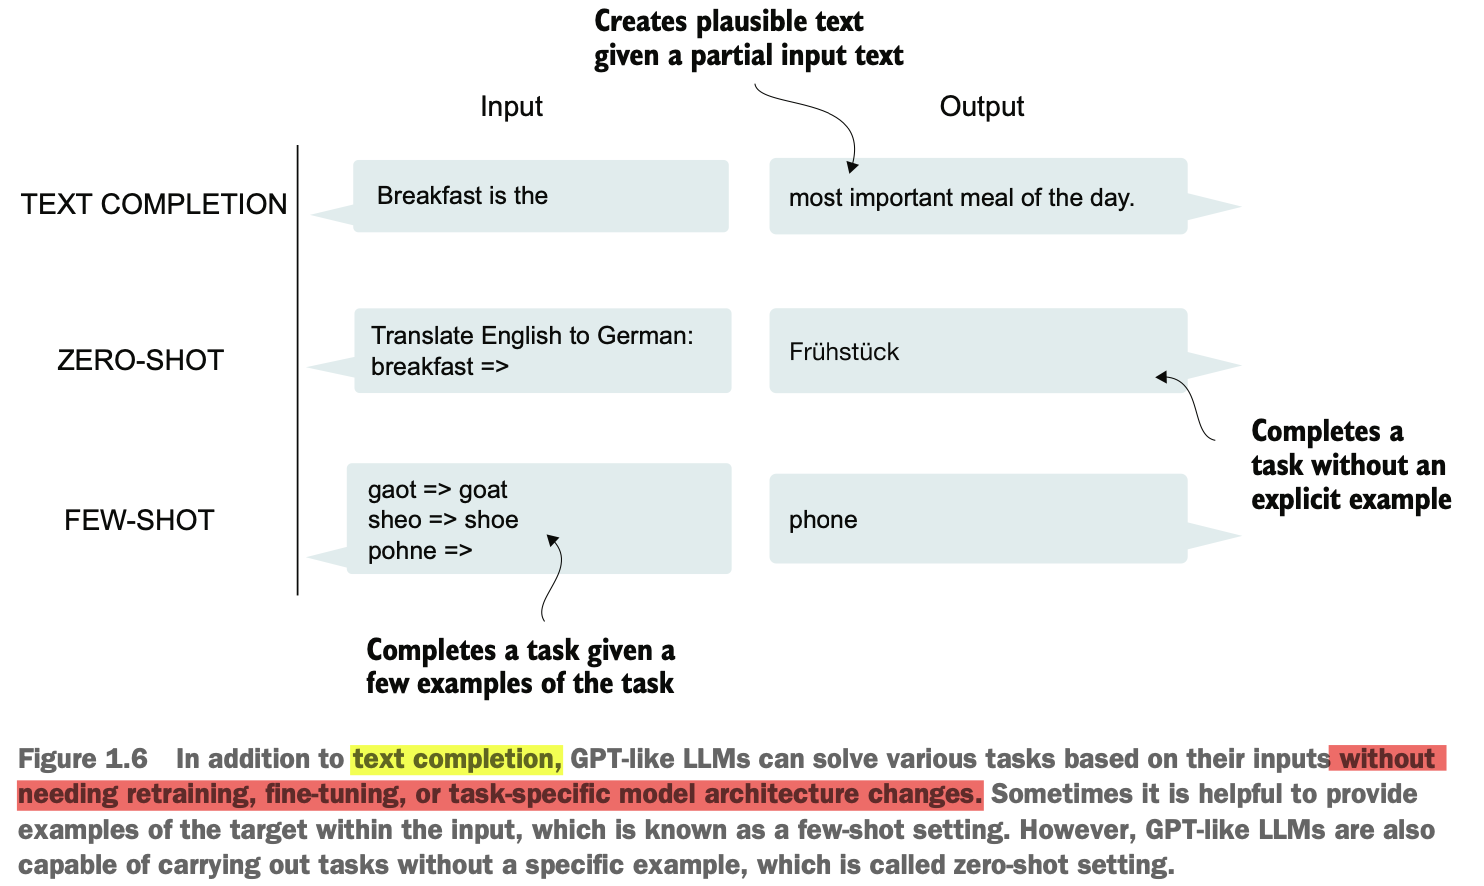 Creates plausible text
given a partial input text
Input
Output
TEXT COMPLETION
Breakfast is the
most important meal of the day.
ZERO-SHOT
Translate English to German:
breakfast =>
Frühstück
Completes a
task without an
explicit example
FEW-SHOT
gaot => goat
sheo => shoe
pohne =>
phone
Completes a task given a
few examples of the task
Figure 1.6 In addition to text completion, GPT-like LLMs can solve various tasks based on their inputs without
needing retraining, fine-tuning, or task-specific model architecture changes. Sometimes it is helpful to provide
examples of the target within the input, which is known as a few-shot setting. However, GPT-like LLMs are also
capable of carrying out tasks without a specific example, which is called zero-shot setting.